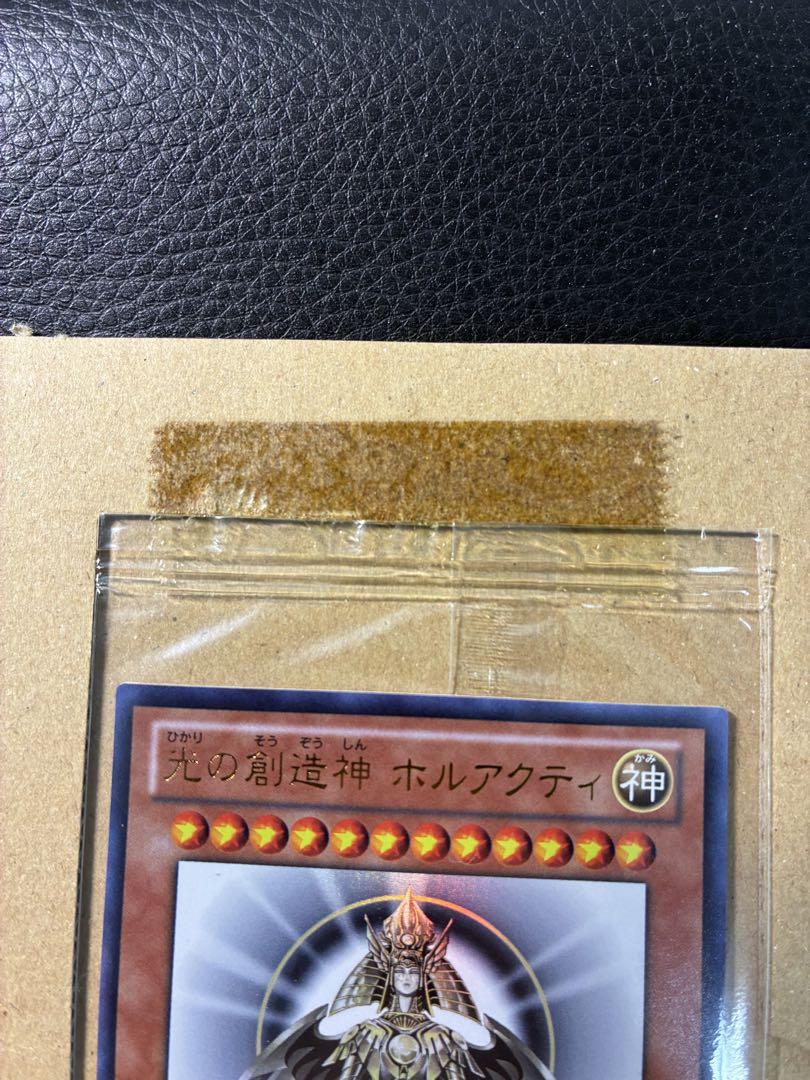 ひかり そう ぞう しん
光の創造神 ホルアクティ
かみ
神